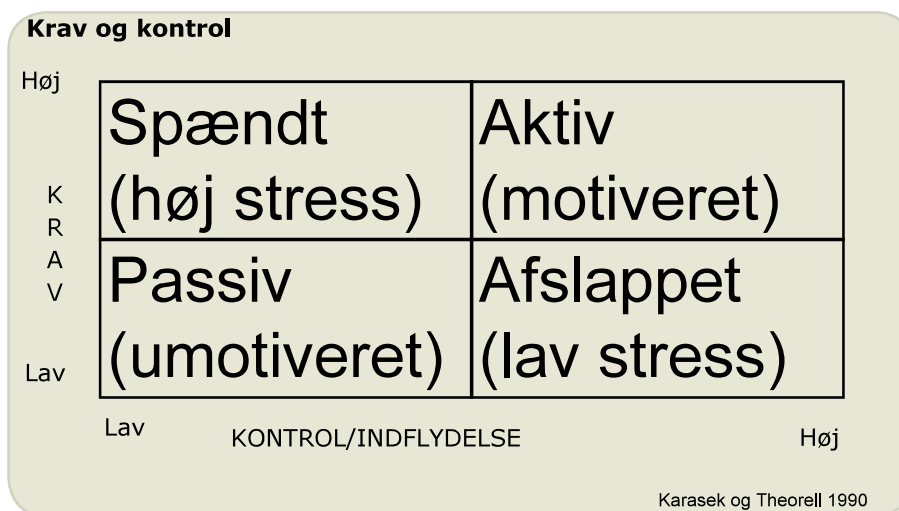 Krav og kontrol
Høj
Spændt
(høj stress)
Aktiv
(motiveret)
KRAV
Passiv
(umotiveret)
Afslappet
(lav stress)
Lav
Lav
KONTROL/INDFLYDELSE
Høj
Karasek og Theorell 1990